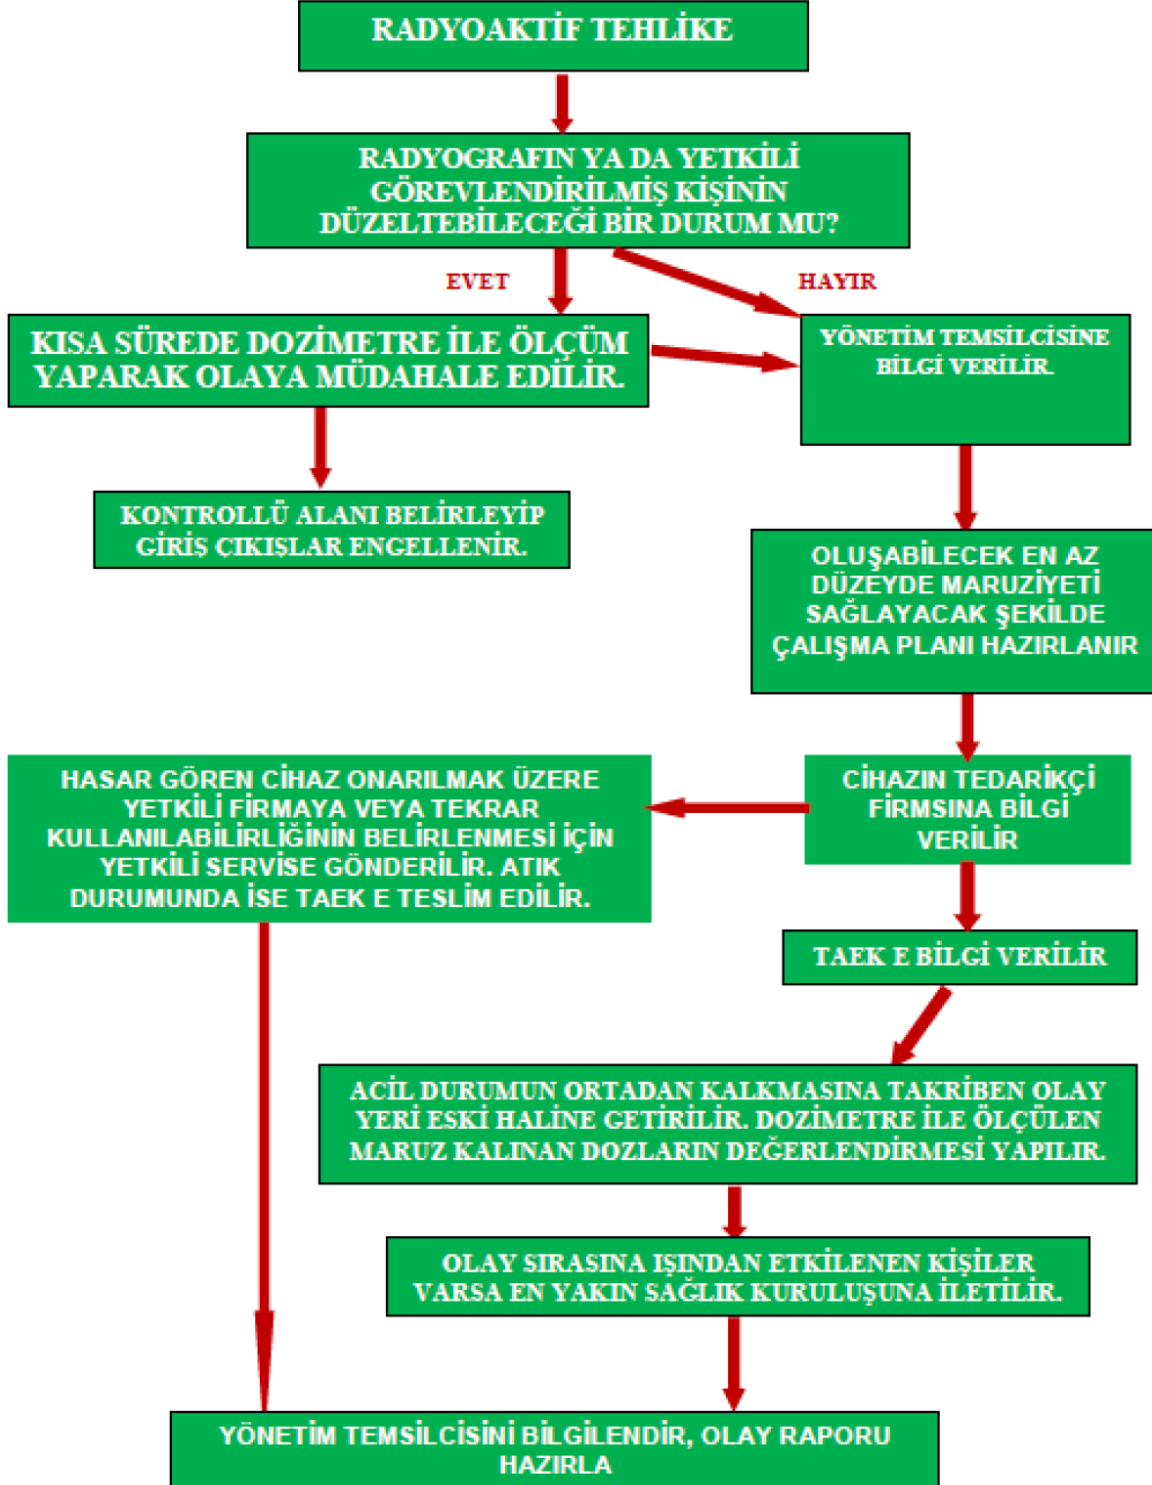 RADYOAKTİF TEHLİKE
RADYOGRAFIN YA DA YETKİLİ
GÖREVLENDİRİLMİŞ KİŞİNİN
DÜZELTEBİLECEĞİ BİR DURUM MU?
EVET
HAYIR
KISA SÜREDE DOZİMETRE İLE ÖLÇÜM
YAPARAK OLAYA MÜDAHALE EDİLİR.
YÖNETİM TEMSİLCİSİNE
BİLGİ VERİLİR.
KONTROLLÜ ALANI BELİRLEYİP
GİRİŞ ÇIKIŞLAR ENGELLENİR.
OLUŞABİLECEK EN AZ
DÜZEYDE MARUZİYETİ
SAĞLAYACAK ŞEKİLDE
ÇALIŞMA PLANI HAZIRLANIR
HASAR GÖREN CİHAZ ONARILMAK ÜZERE
YETKİLİ FİRMAYA VEYA TEKRAR
KULLANILABİLİRLİĞİNİN BELİRLENMESİ İÇİN
YETKİLİ SERVİSE GÖNDERİLİR. ATIK
DURUMUNDA İSE TAEK E TESLİM EDİLİR.
CİHAZIN TEDARİKÇİ
FİRMSINA BİLGİ
VERİLİR
TAEK E BİLGİ VERİLİR
ACİL DURUMUN ORTADAN KALKMASINA TAKRİBEN OLAY
YERİ ESKİ HALİNE GETİRİLİR. DOZİMETRE İLE ÖLÇÜLEN
MARUZ KALINAN DOZLARIN DEĞERLENDİRMESİ YAPILIR.
OLAY SIRASINA IŞINDAN ETKİLENEN KİŞİLER
VARSA EN YAKIN SAĞLIK KURULUŞUNA İLETİLİR.
YÖNETİM TEMSİLCİSİNİ BİLGİLENDİR, OLAY RAPORU
HAZIRLA